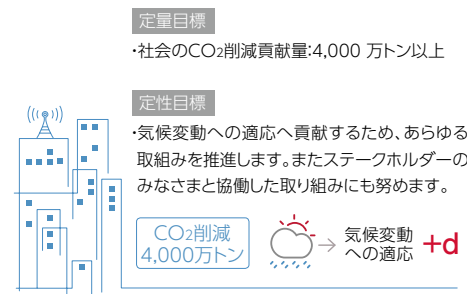 定量目標
・社会のCO2削減貢献量:4,000 万トン以上
定性目標
・気候変動への適応へ貢献するため、あらゆる
取組みを推進します。またステークホルダーの
みなさまと協働した取り組みにも努めます。
CO2削減
4,000万トン
→ 気候変動
への適応 +d